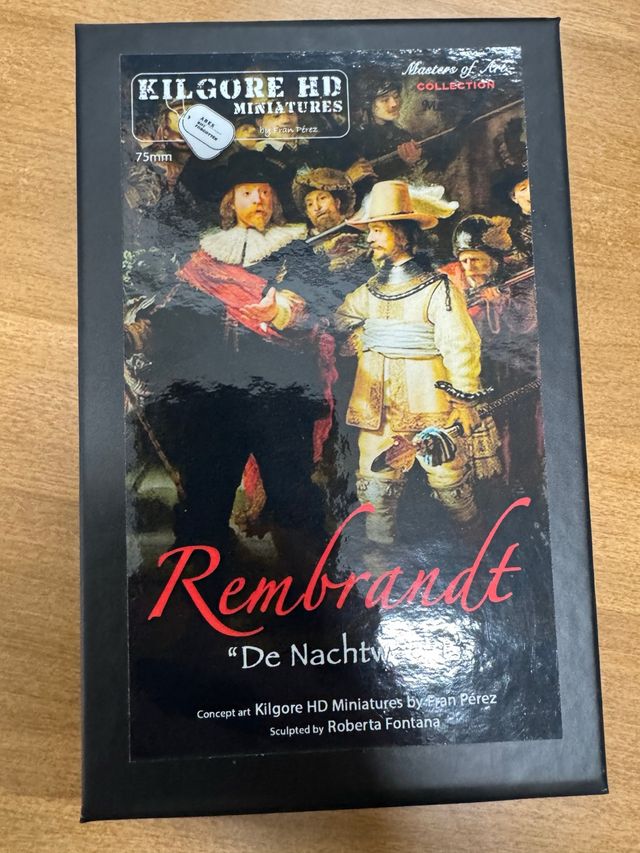 KILGORE HD
MINIATURES
by Fran Pérez
75mm
Masters of Art
COLLECTION
Rembrandt
"De
Concept art Kilgore HD Miniatures by Fran Pérez
Sculpted by Roberta Fontana